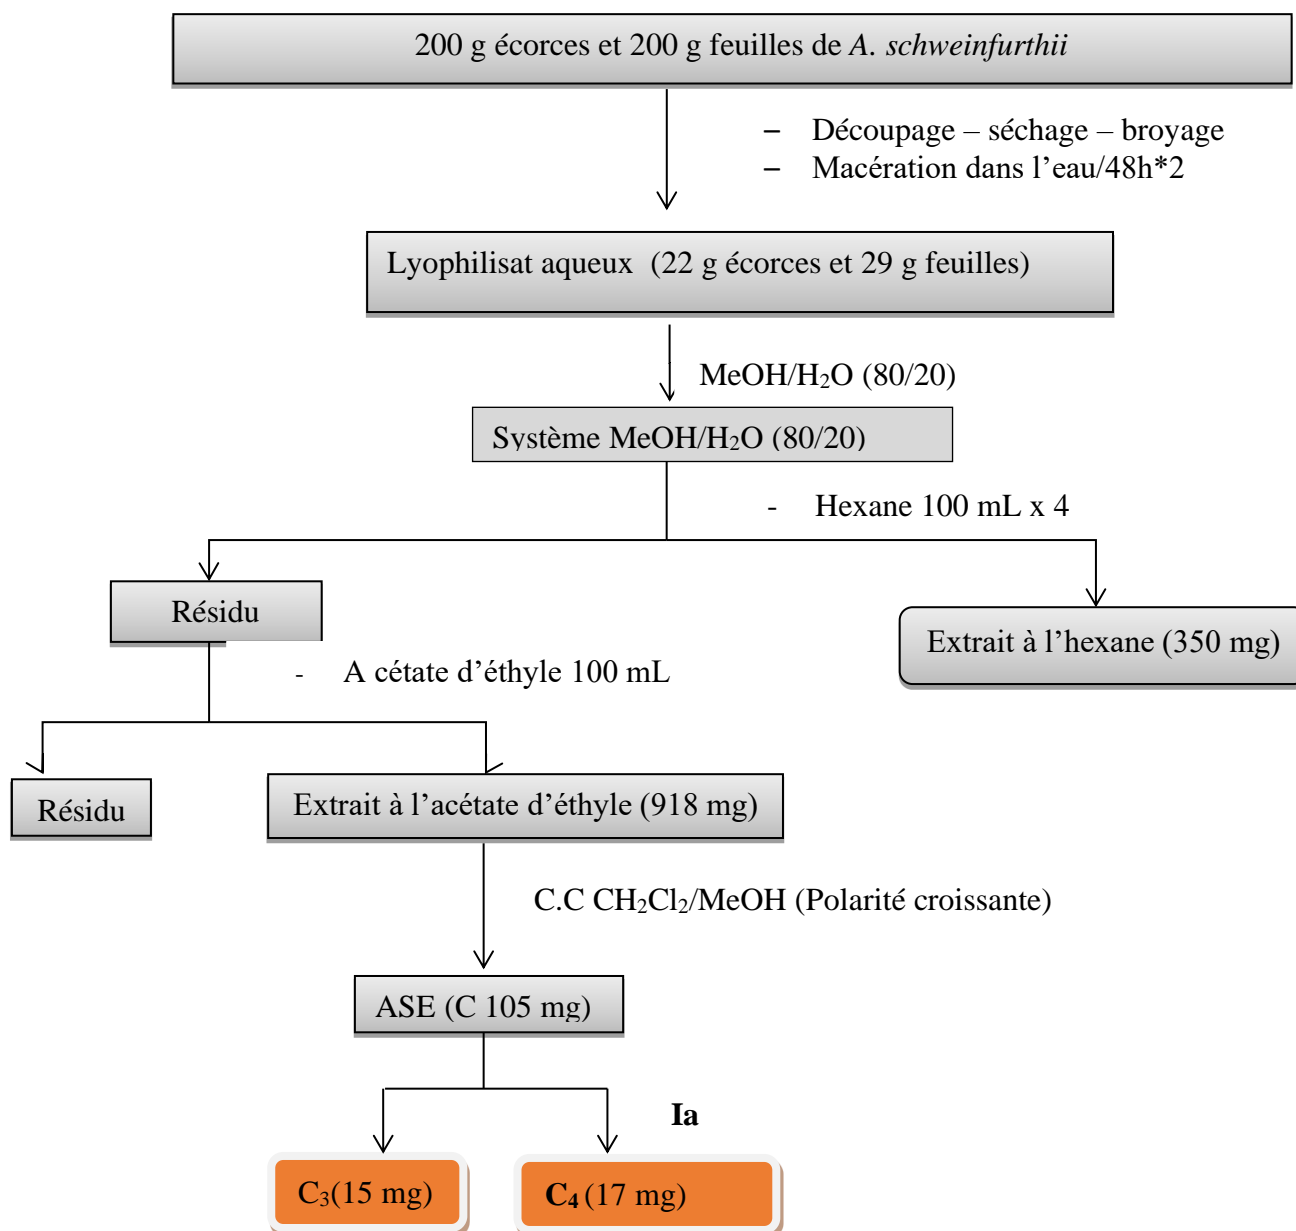 200 g écorces et 200 g feuilles de A. schweinfurthii
– Découpage – séchage – broyage
– Macération dans l’eau/48h*2
Lyophilisat aqueux (22 g écorces et 29 g feuilles)
MeOH/H₂O (80/20)
Système MeOH/H₂O (80/20)
- Hexane 100 mL x 4
Résidu
Extrait à l’hexane (350 mg)
- A cétate d’éthyle 100 mL
Résidu
Extrait à l’acétate d’éthyle (918 mg)
C.C CH₂Cl₂/MeOH (Polarité croissante)
ASE (C 105 mg)
Ia
C₃(15 mg)
C₄ (17 mg)